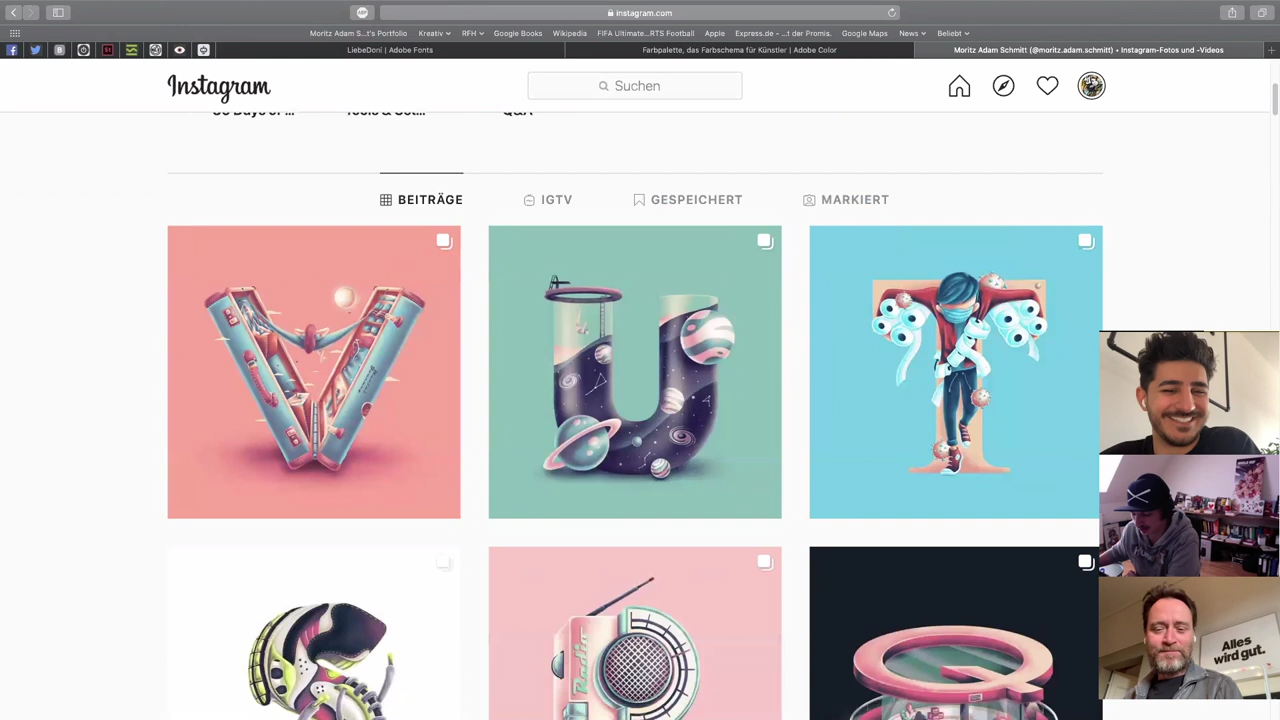 instagram.com
Moritz Adam S...t's Portfolio Kreativ RFH Google Books Wikipedia FIFA Ultimate...RTS Football Apple Express.de – ...t der Promis. Google Maps News Beliebt
LiebeDoni | Adobe Fonts Farbpalette, das Farbschema für Künstler | Adobe Color Moritz Adam Schmitt (@moritz.adam.schmitt) • Instagram-Fotos und -Videos
Instagram Suchen
Q&A
BEITRÄGE IGTV GESPEICHERT MARKIERT
Radio
Alles
wird gut.